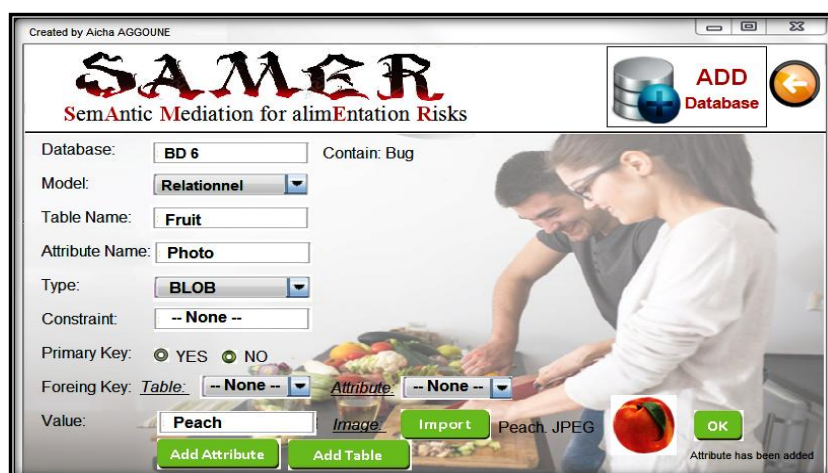 Created by Aicha AGGOUNE
SAMER
SemAntic Mediation for alimEntation Risks
ADD
Database
Database: BD 6 Contain: Bug
Model: Relationnel
Table Name: Fruit
Attribute Name: Photo
Type: BLOB
Constraint: -- None --
Primary Key: YES NO
Foreing Key: Table: -- None -- Attribute: -- None --
Value: Peach Image: Import Peach. JPEG OK
Add Attribute Add Table Attribute has been added